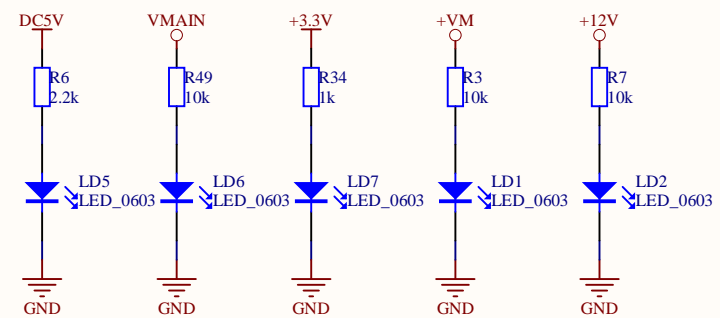 DC5V
VMAIN
+3.3V
+VM
+12V
R6
2.2k
R49
10k
R34
1k
R3
10k
R7
10k
LD5
LED_0603
LD6
LED_0603
LD7
LED_0603
LD1
LED_0603
LD2
LED_0603
GND
GND
GND
GND
GND